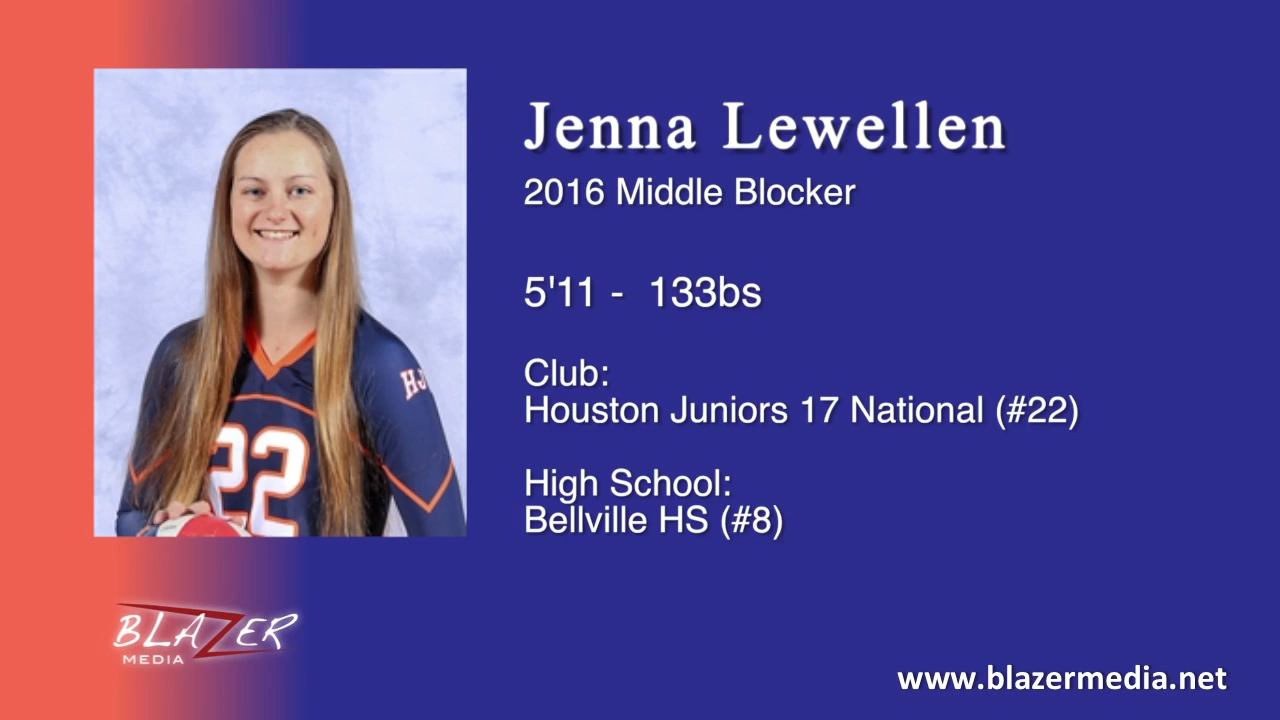 Jenna Lewellen
2016 Middle Blocker
5'11 - 133bs
Club:
Houston Juniors 17 National (#22)
High School:
Bellville HS (#8)
HJ
22
BLAZER
MEDIA
www.blazermedia.net